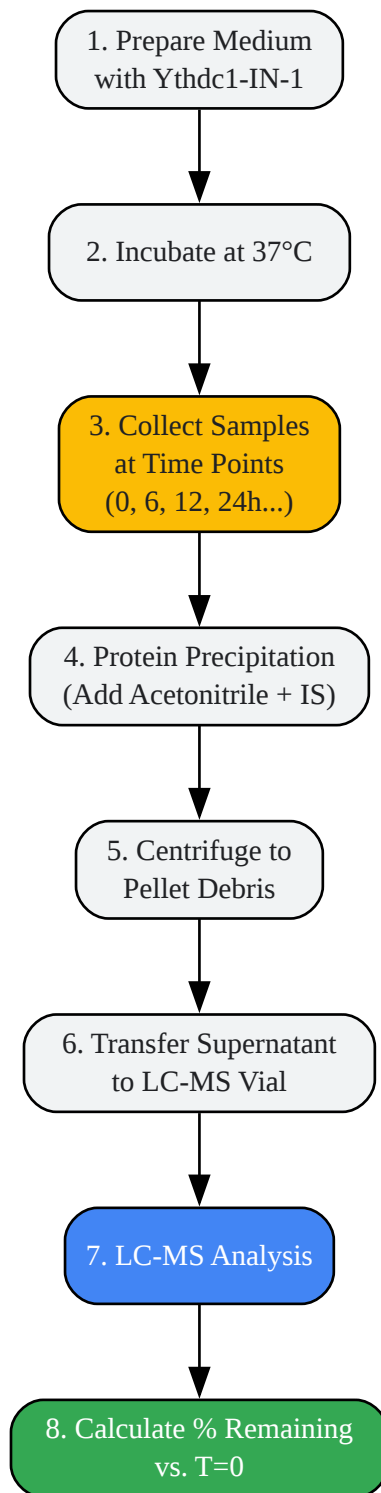 1. Prepare Medium
with Ythdc1-IN-1
2. Incubate at 37°C
3. Collect Samples
at Time Points
(0, 6, 12, 24h...)
4. Protein Precipitation
(Add Acetonitrile + IS)
5. Centrifuge to
Pellet Debris
6. Transfer Supernatant
to LC-MS Vial
7. LC-MS Analysis
8. Calculate % Remaining
vs. T=0